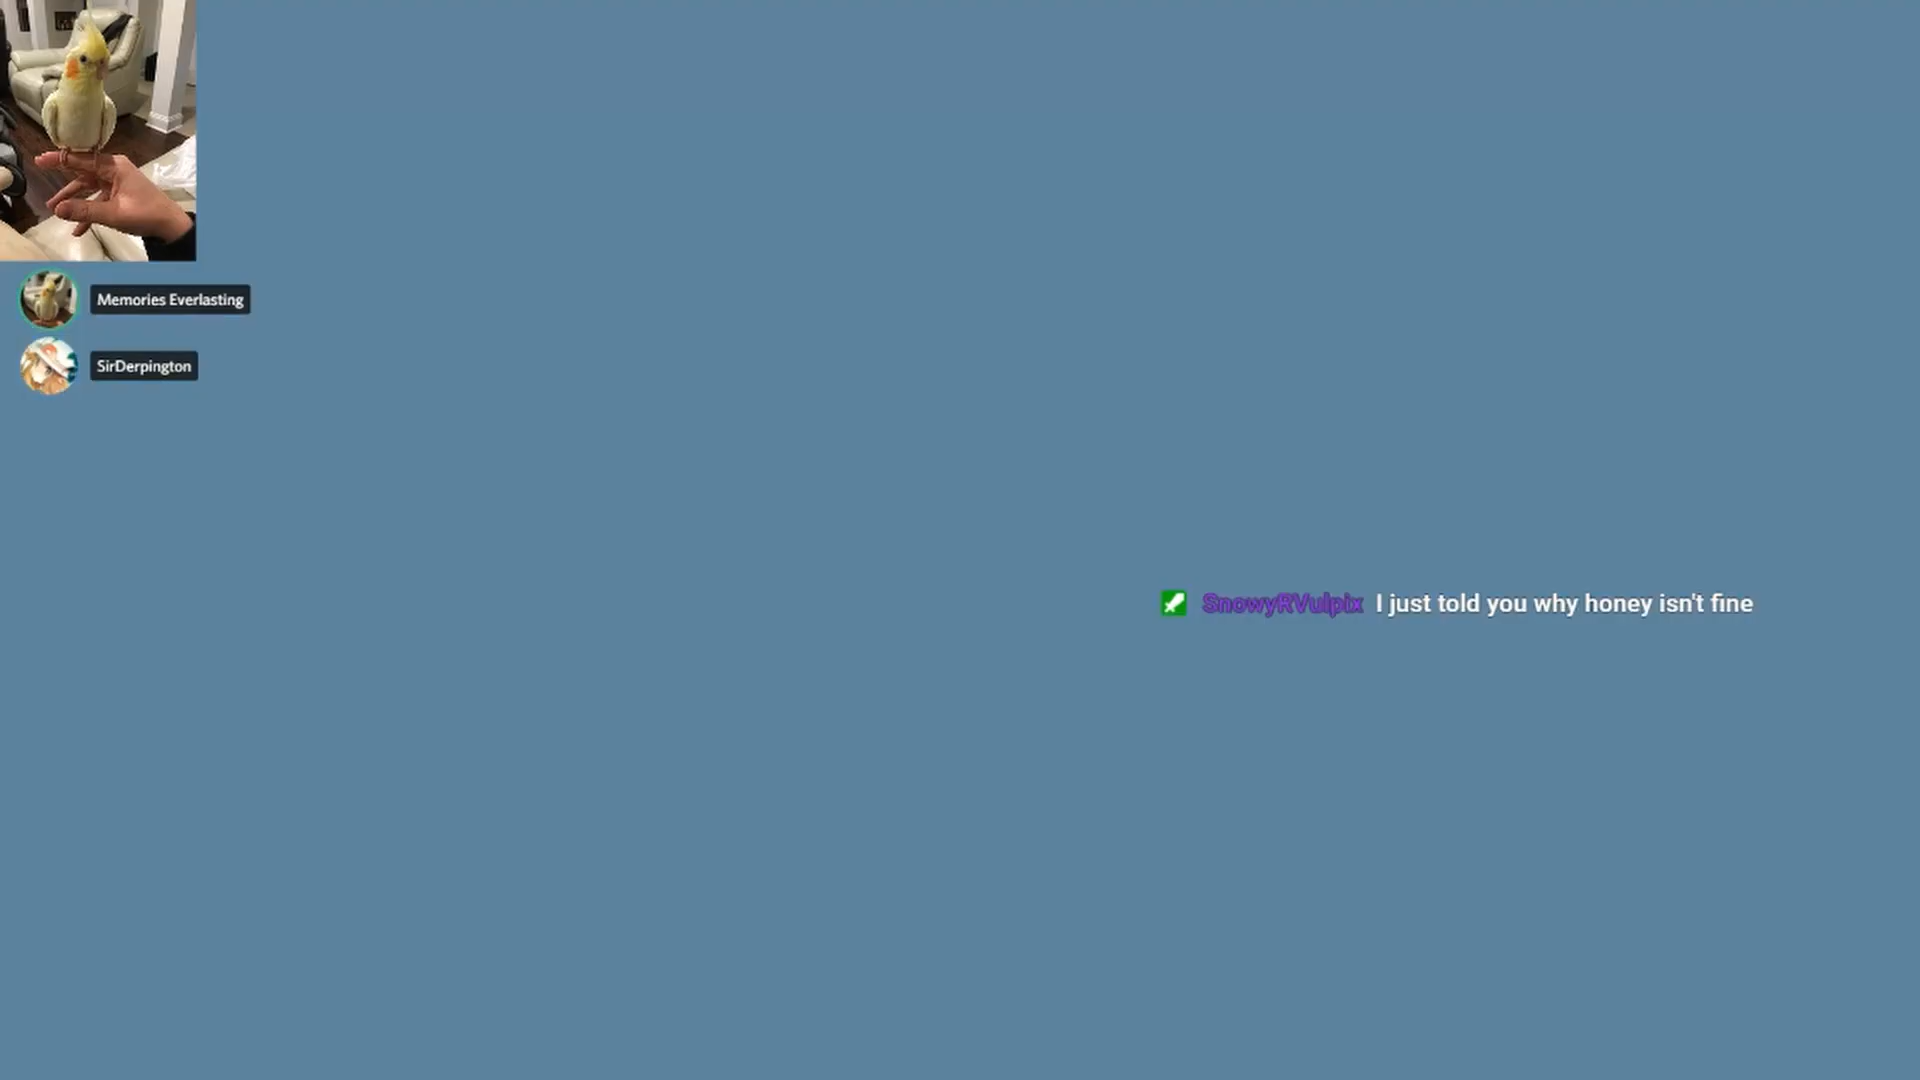 Memories Everlasting
SirDerpington
SnowyRVulpix I just told you why honey isn't fine